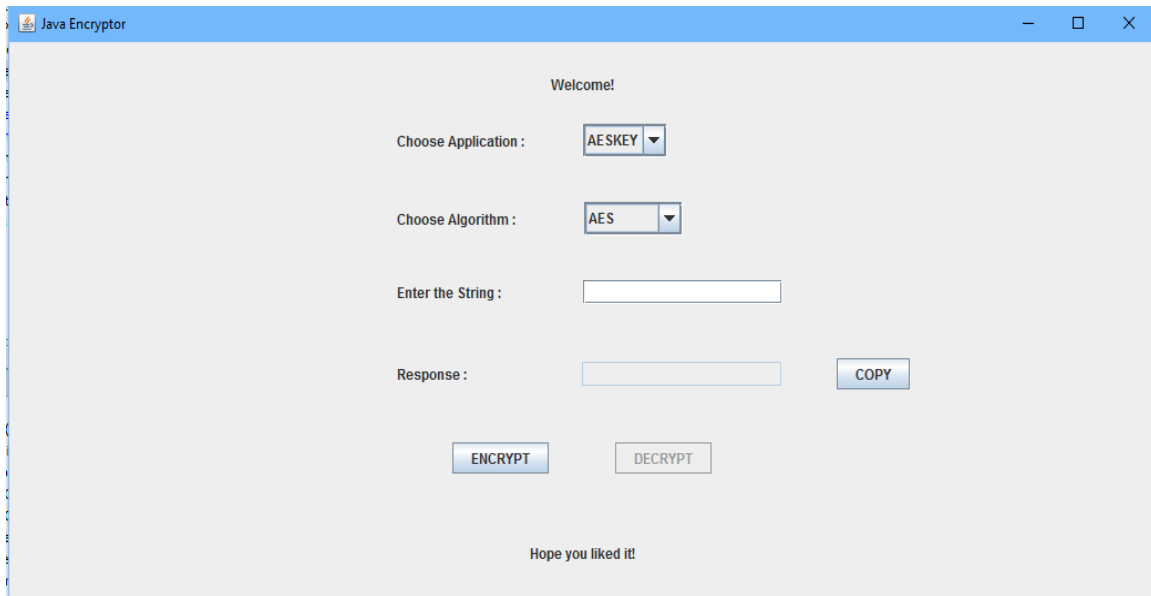 Java Encryptor
Welcome!
Choose Application : AESKEY
Choose Algorithm : AES
Enter the String :
Response : COPY
ENCRYPT DECRYPT
Hope you liked it!